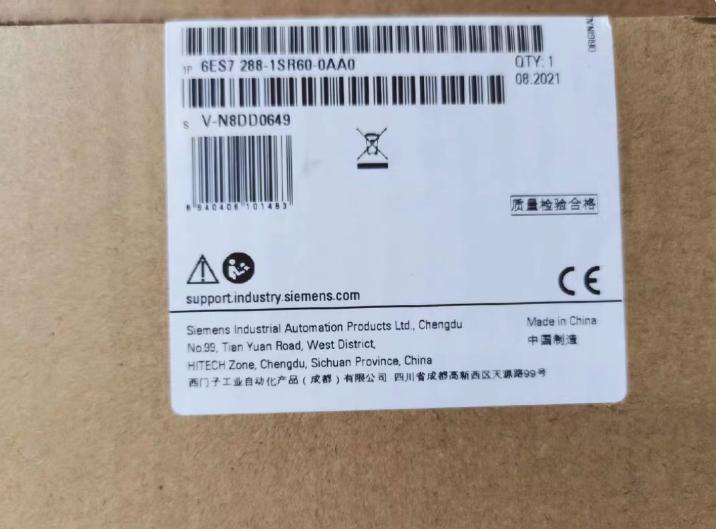 1P 6ES7 288-1SR60-0AA0
QTY: 1
08.2021
S V-N8DD0649
6 940408 101463
质量检验合格
CE
support.industry.siemens.com
Siemens Industrial Automation Products Ltd., Chengdu
No.99, Tian Yuan Road, West District,
HITECH Zone, Chengdu, Sichuan Province, China
西门子工业自动化产品（成都）有限公司 四川省成都高新西区天源路99号
Made in China
中国制造